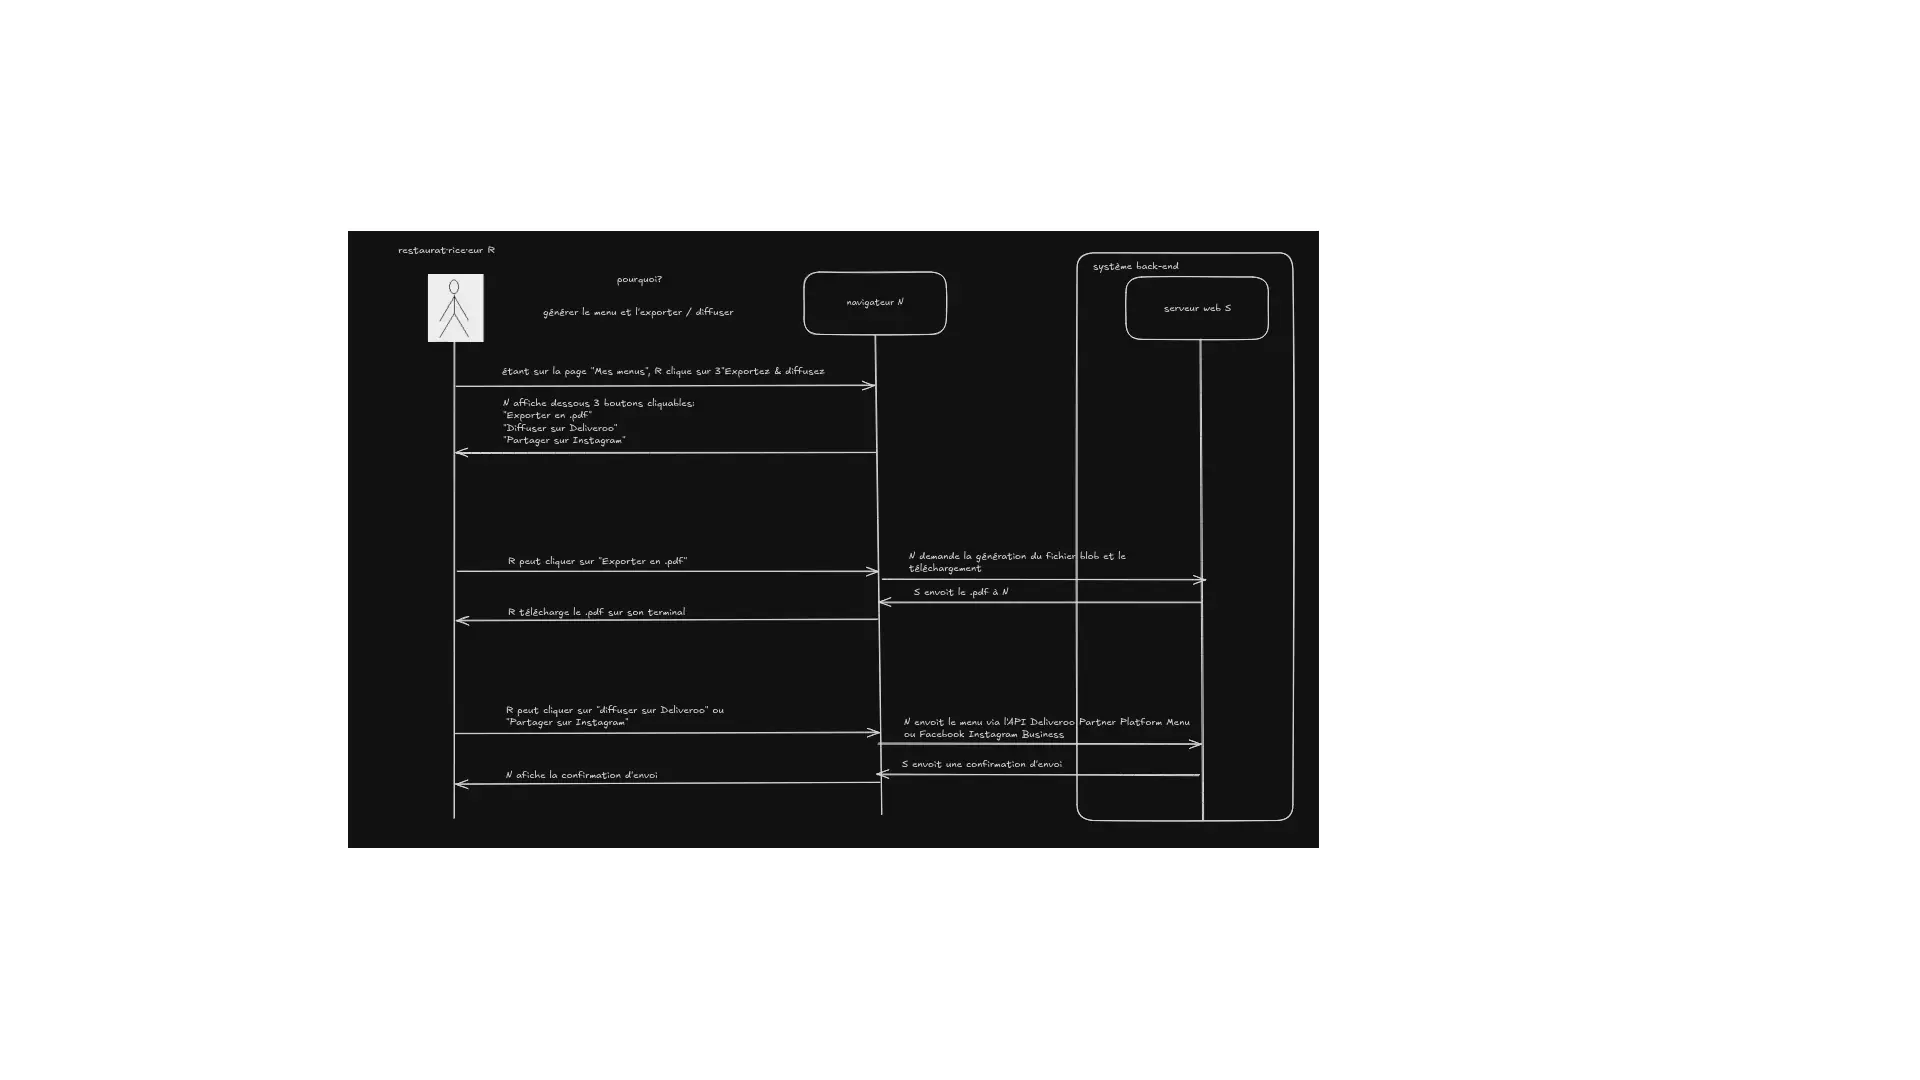 restaurat·rice·eur R
système back-end
pourquoi?
navigateur N
serveur web S
générer le menu et l'exporter / diffuser
étant sur la page "Mes menus", R clique sur 3"Exportez & diffusez
N affiche dessous 3 boutons cliquables:
"Exporter en .pdf"
"Diffuser sur Deliveroo"
"Partager sur Instagram"
R peut cliquer sur "Exporter en .pdf"
N demande la génération du fichier blob et le
téléchargement
S envoit le .pdf à N
R télécharge le .pdf sur son terminal
R peut cliquer sur "diffuser sur Deliveroo" ou
"Partager sur Instagram"
N envoit le menu via l'API Deliveroo Partner Platform Menu
ou Facebook Instagram Business
S envoit une confirmation d'envoi
N afiche la confirmation d'envoi